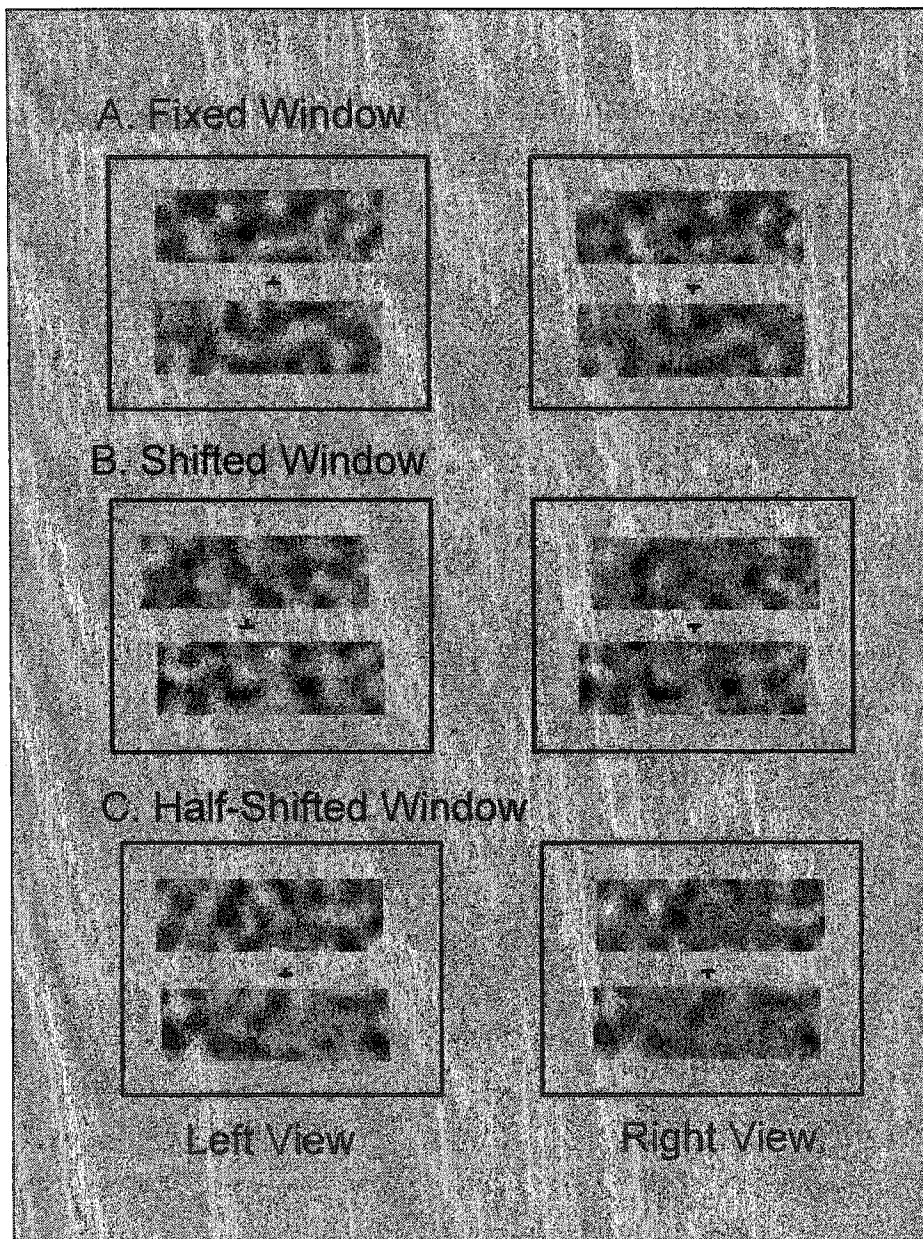 A. Fixed Window
B. Shifted Window
C. Half-Shifted Window
Left View
Right View